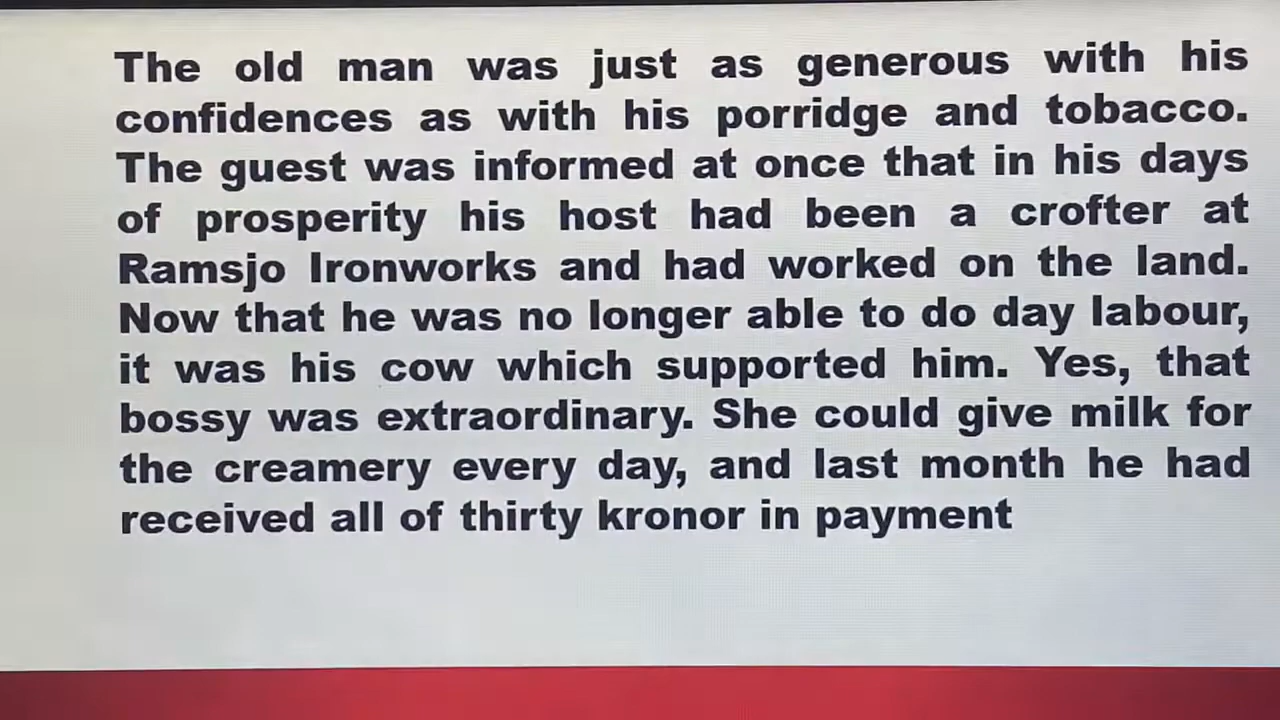 The old man was just as generous with his
confidences as with his porridge and tobacco.
The guest was informed at once that in his days
of prosperity his host had been a crofter at
Ramsjo Ironworks and had worked on the land.
Now that he was no longer able to do day labour,
it was his cow which supported him. Yes, that
bossy was extraordinary. She could give milk for
the creamery every day, and last month he had
received all of thirty kronor in payment